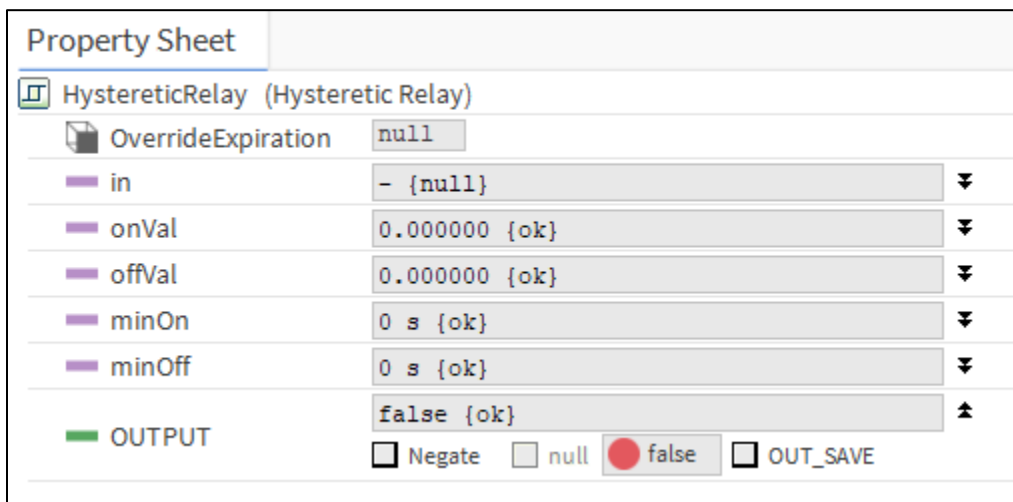 Property Sheet
HystereticRelay (Hysteretic Relay)
OverrideExpiration null
in - {null}
onVal 0.000000 {ok}
offVal 0.000000 {ok}
minOn 0 s {ok}
minOff 0 s {ok}
OUTPUT false {ok}
Negate null false OUT_SAVE